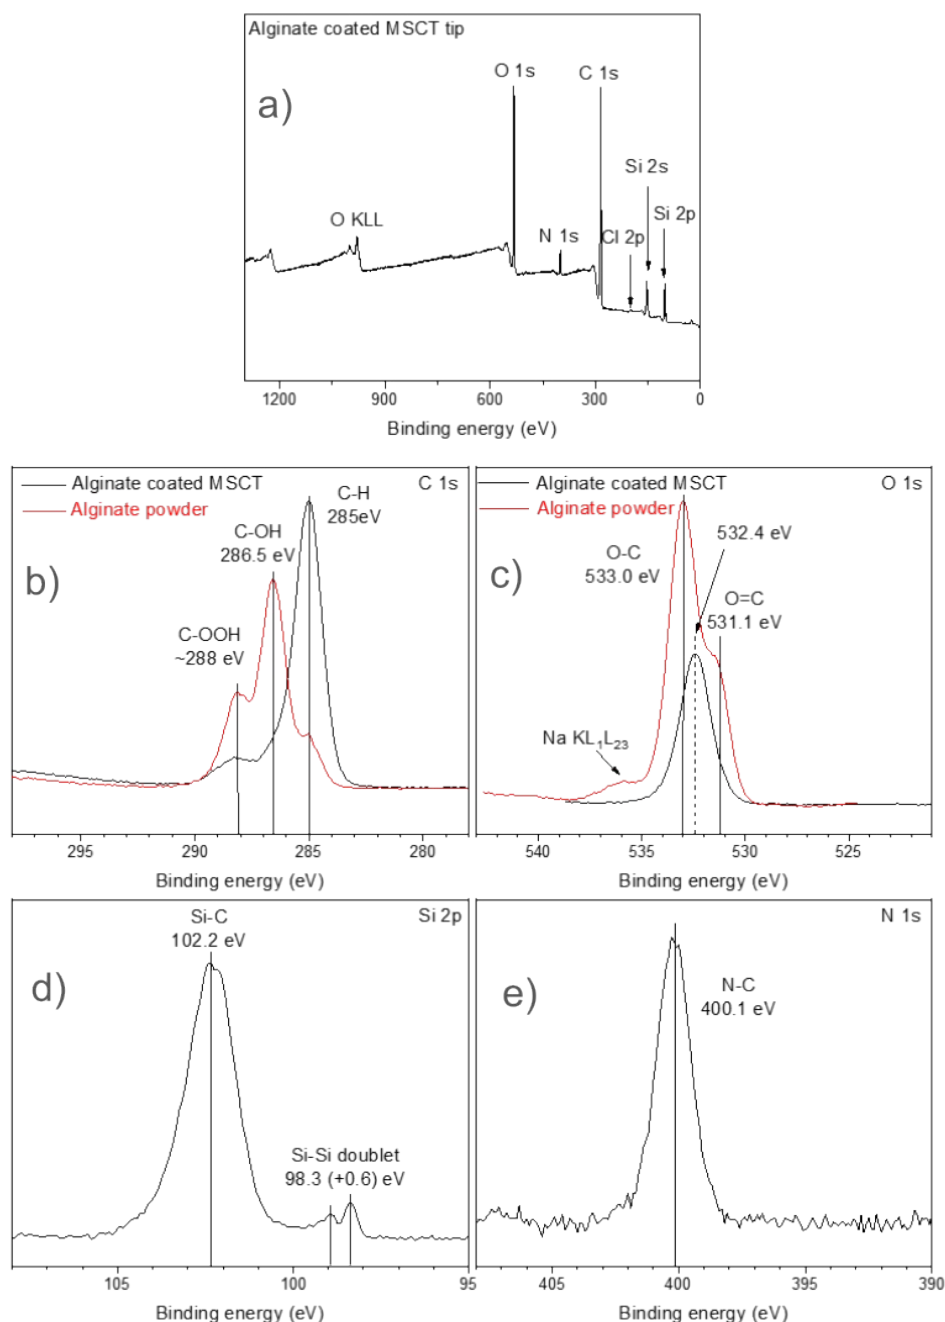 Alginate coated MSCT tip
a)
O 1s
C 1s
Si 2s
Si 2p
O KLL
N 1s
Cl 2p
1200 900 600 300 0
Binding energy (eV)
Alginate coated MSCT
Alginate powder
C 1s
b)
C-H
285eV
C-OH
286.5 eV
C-OOH
~288 eV
295 290 285 280
Binding energy (eV)
Alginate coated MSCT
Alginate powder
O 1s
c)
532.4 eV
O-C
533.0 eV
O=C
531.1 eV
Na KL₁L₂₃
540 535 530 525
Binding energy (eV)
Si 2p
d)
Si-C
102.2 eV
Si-Si doublet
98.3 (+0.6) eV
105 100 95
Binding energy (eV)
N 1s
e)
N-C
400.1 eV
405 400 395 390
Binding energy (eV)